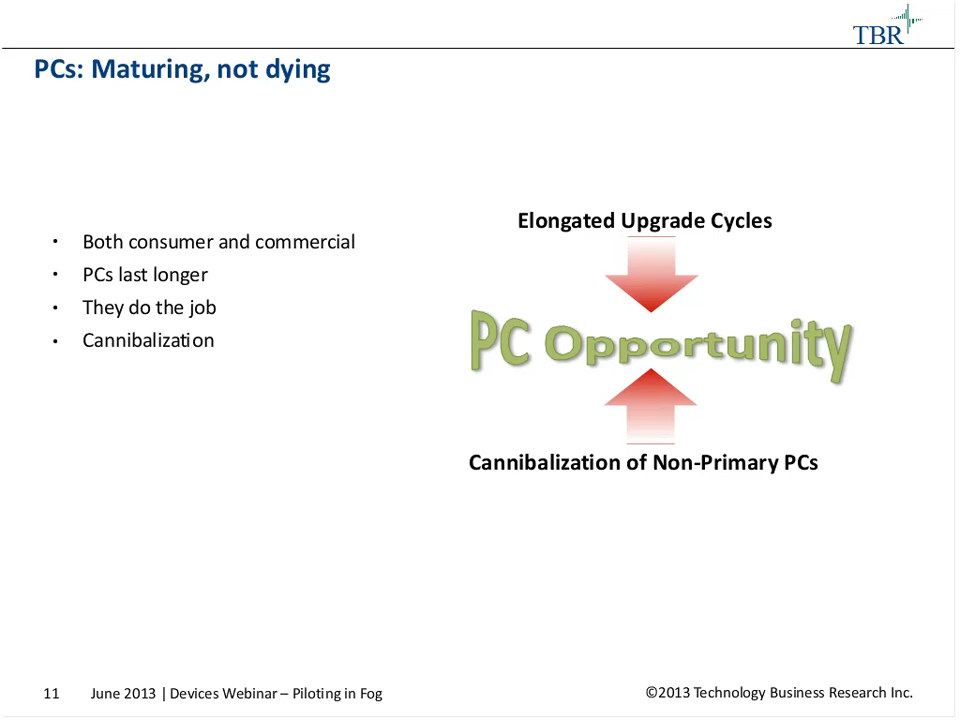 TBR
PCs: Maturing, not dying
• Both consumer and commercial
• PCs last longer
• They do the job
• Cannibalization
Elongated Upgrade Cycles
PC Opportunity
Cannibalization of Non-Primary PCs
11 June 2013 | Devices Webinar – Piloting in Fog
©2013 Technology Business Research Inc.